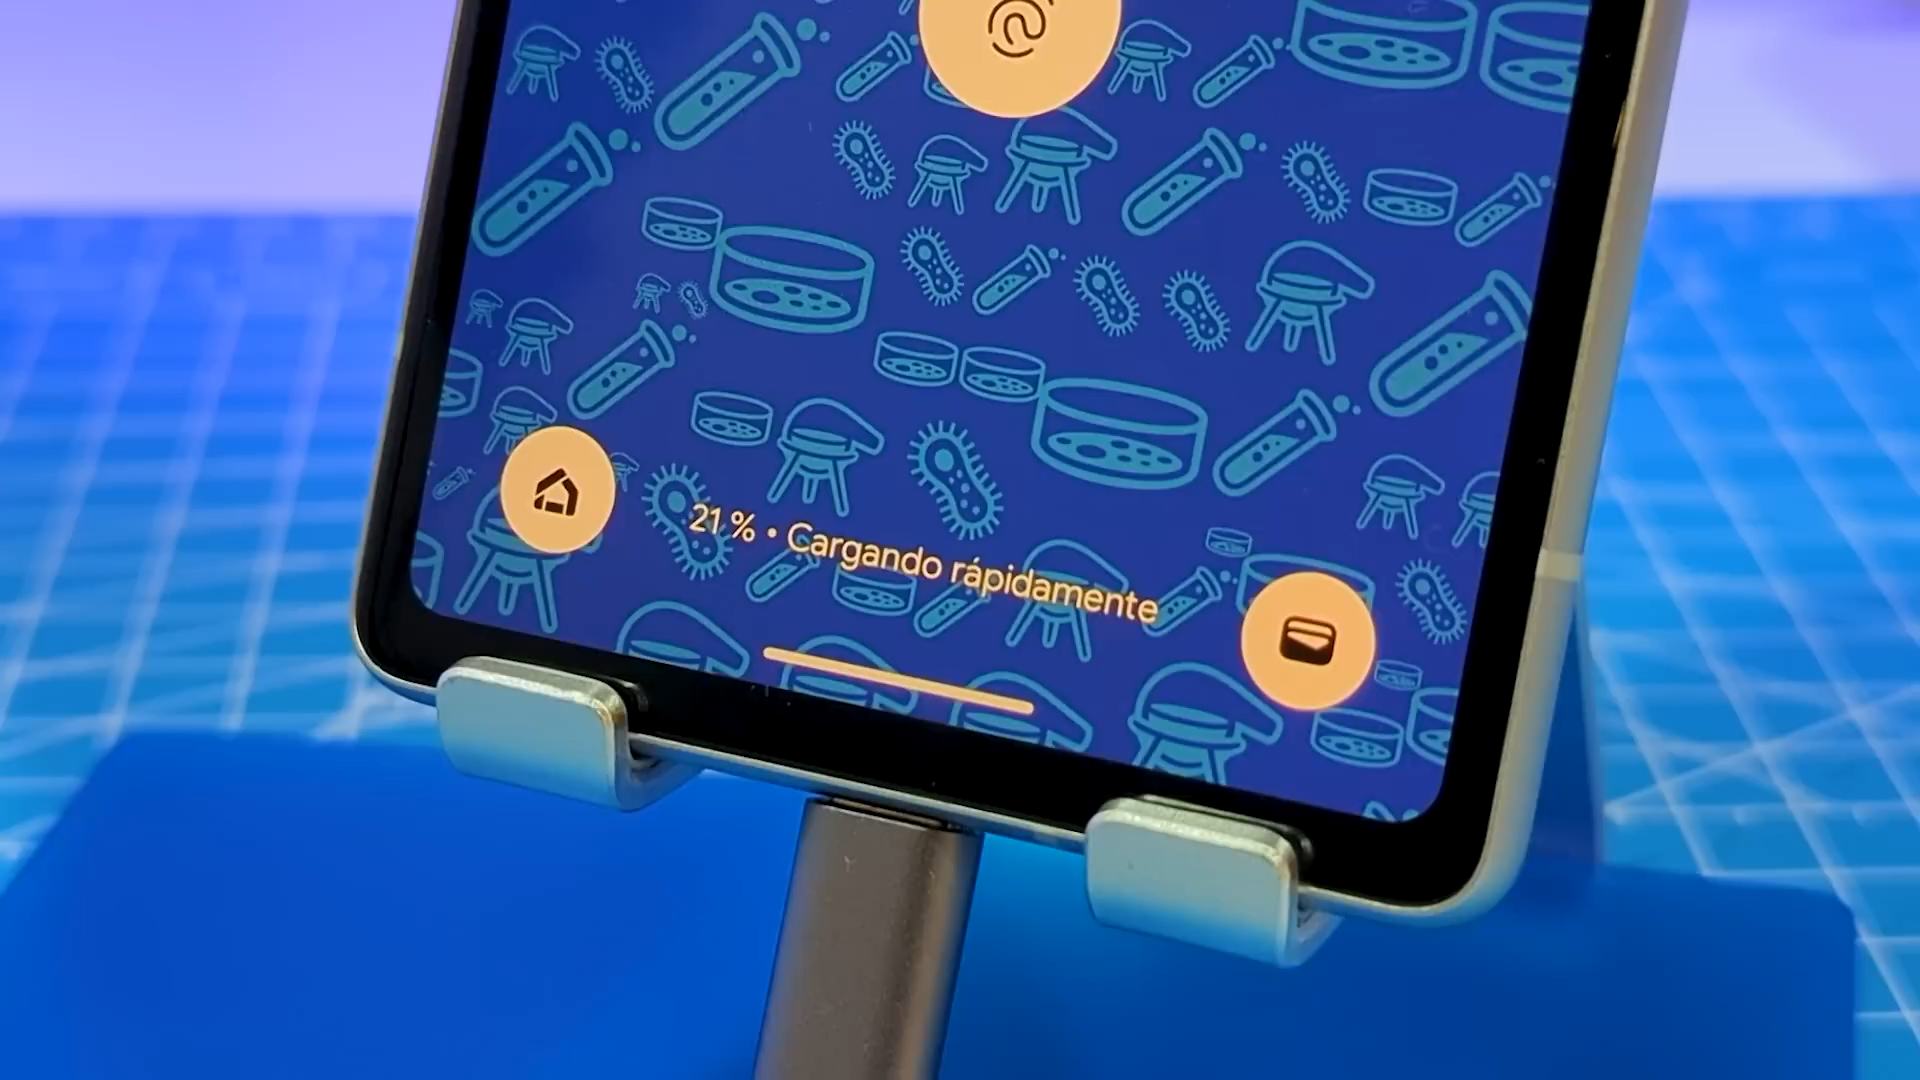 21 % • Cargando rápidamente